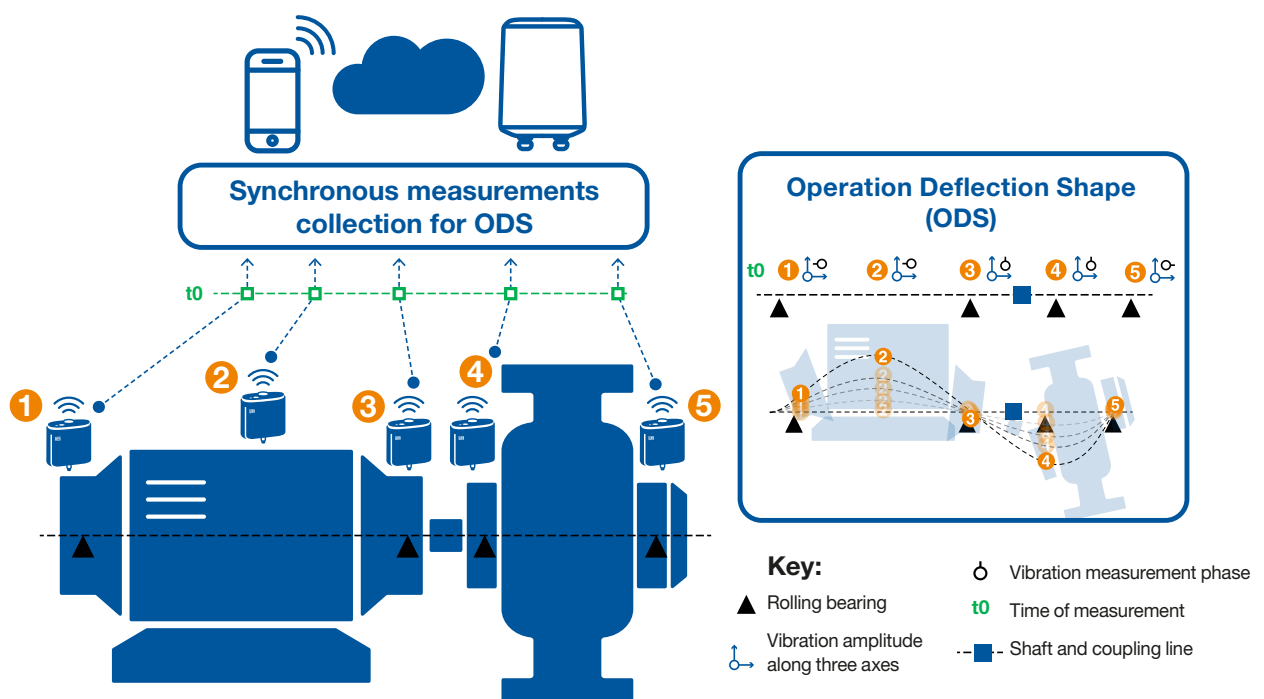 Synchronous measurements
collection for ODS
t0
1
2
3
4
5
Operation Deflection Shape
(ODS)
t0 1 2 3 4 5
1
2
3
4
5
Key:
Rolling bearing
Vibration amplitude
along three axes
Vibration measurement phase
t0 Time of measurement
Shaft and coupling line